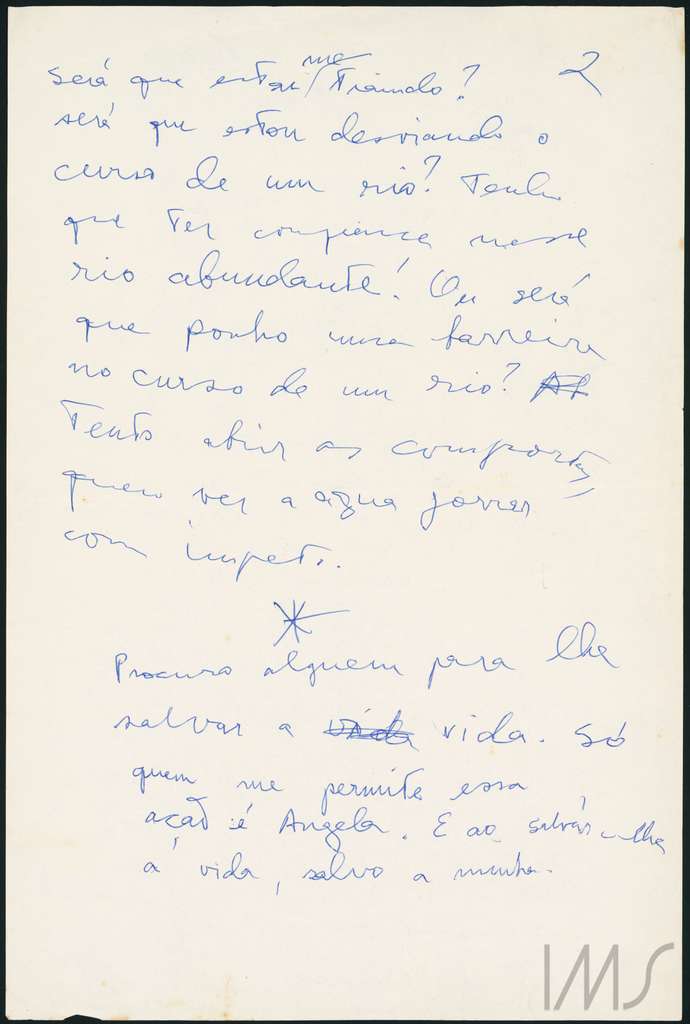 2
será que estou me traindo?
será que estou desviando o
curso de um rio? Tenho
que ter confiança nesse
rio abundante! Ou será
que ponho uma barreira
no curso de um rio?
Tento abrir as comportas,
quero ver a água jorrar
com impeto.
*
Procuro alguem para lhe
salvar a vida vida. Só
quem me permite essa
ação é Angela. E ao salvar-lhe
a vida, salvo a minha.
IMS